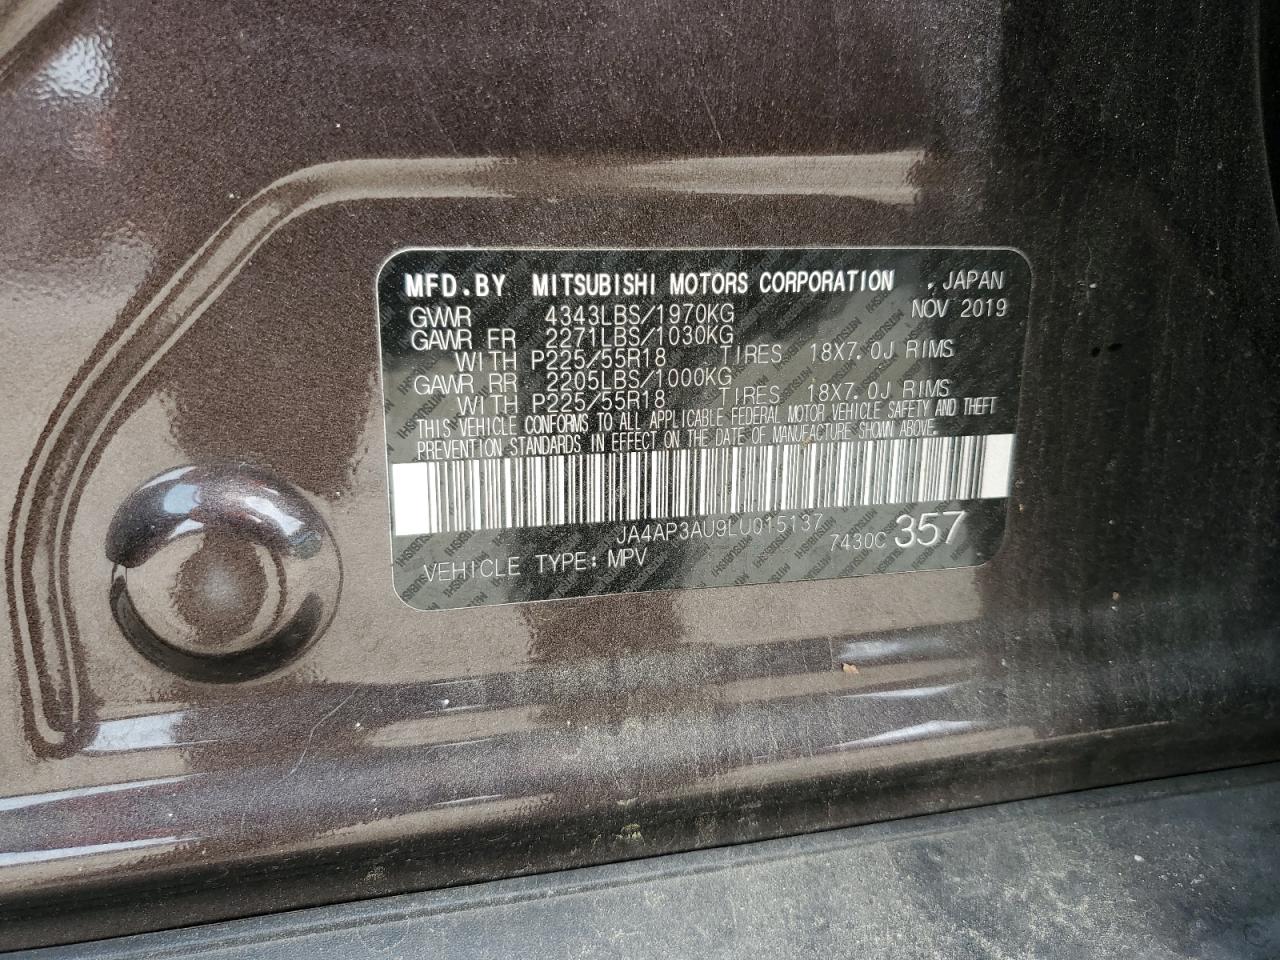 MFD.BY MITSUBISHI MOTORS CORPORATION , JAPAN
GWWR 4343LBS/1970KG NOV 2019
GAWR FR 2271LBS/1030KG
WITH P225/55R18 TIRES 18X7.0J RIMS
GAWR RR 2205LBS/1000KG
WITH P225/55R18 TIRES 18X7.0J RIMS
THIS VEHICLE CONFORMS TO ALL APPLICABLE FEDERAL MOTOR VEHICLE SAFETY AND THEFT
PREVENTION STANDARDS IN EFFECT ON THE DATE OF MANUFACTURE SHOWN ABOVE.
JA4AP3AU9LU015137
7430C 357
VEHICLE TYPE: MPV